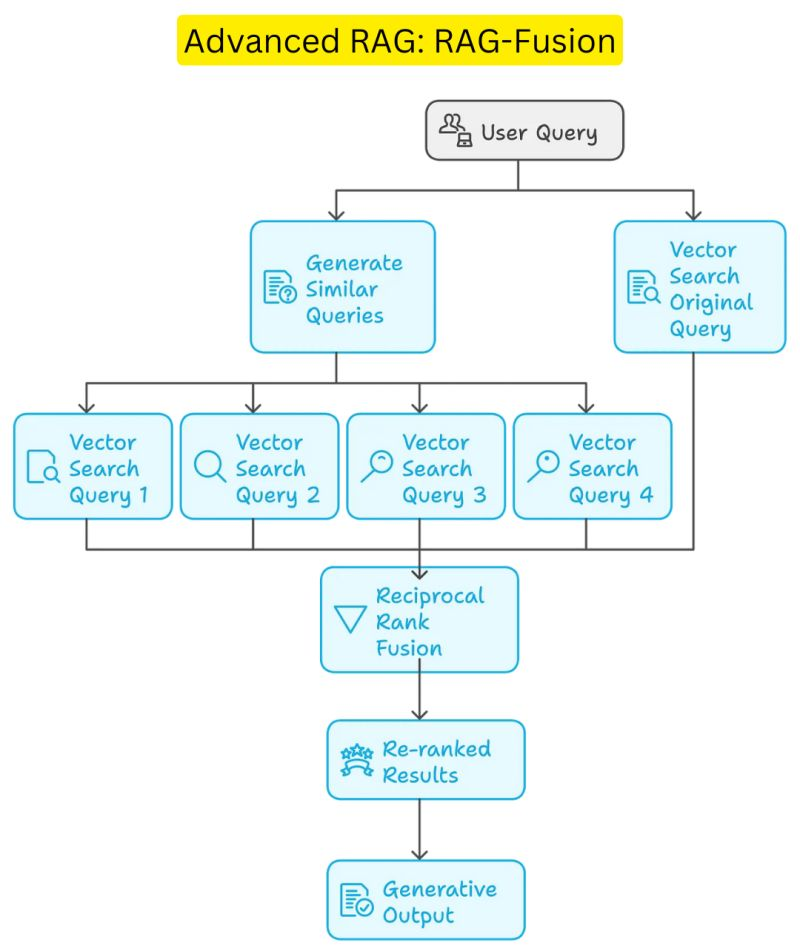 Advanced RAG: RAG-Fusion
User Query
Generate
Similar
Queries
Vector
Search
Original
Query
Vector
Search
Query 1
Vector
Search
Query 2
Vector
Search
Query 3
Vector
Search
Query 4
Reciprocal
Rank
Fusion
Re-ranked
Results
Generative
Output